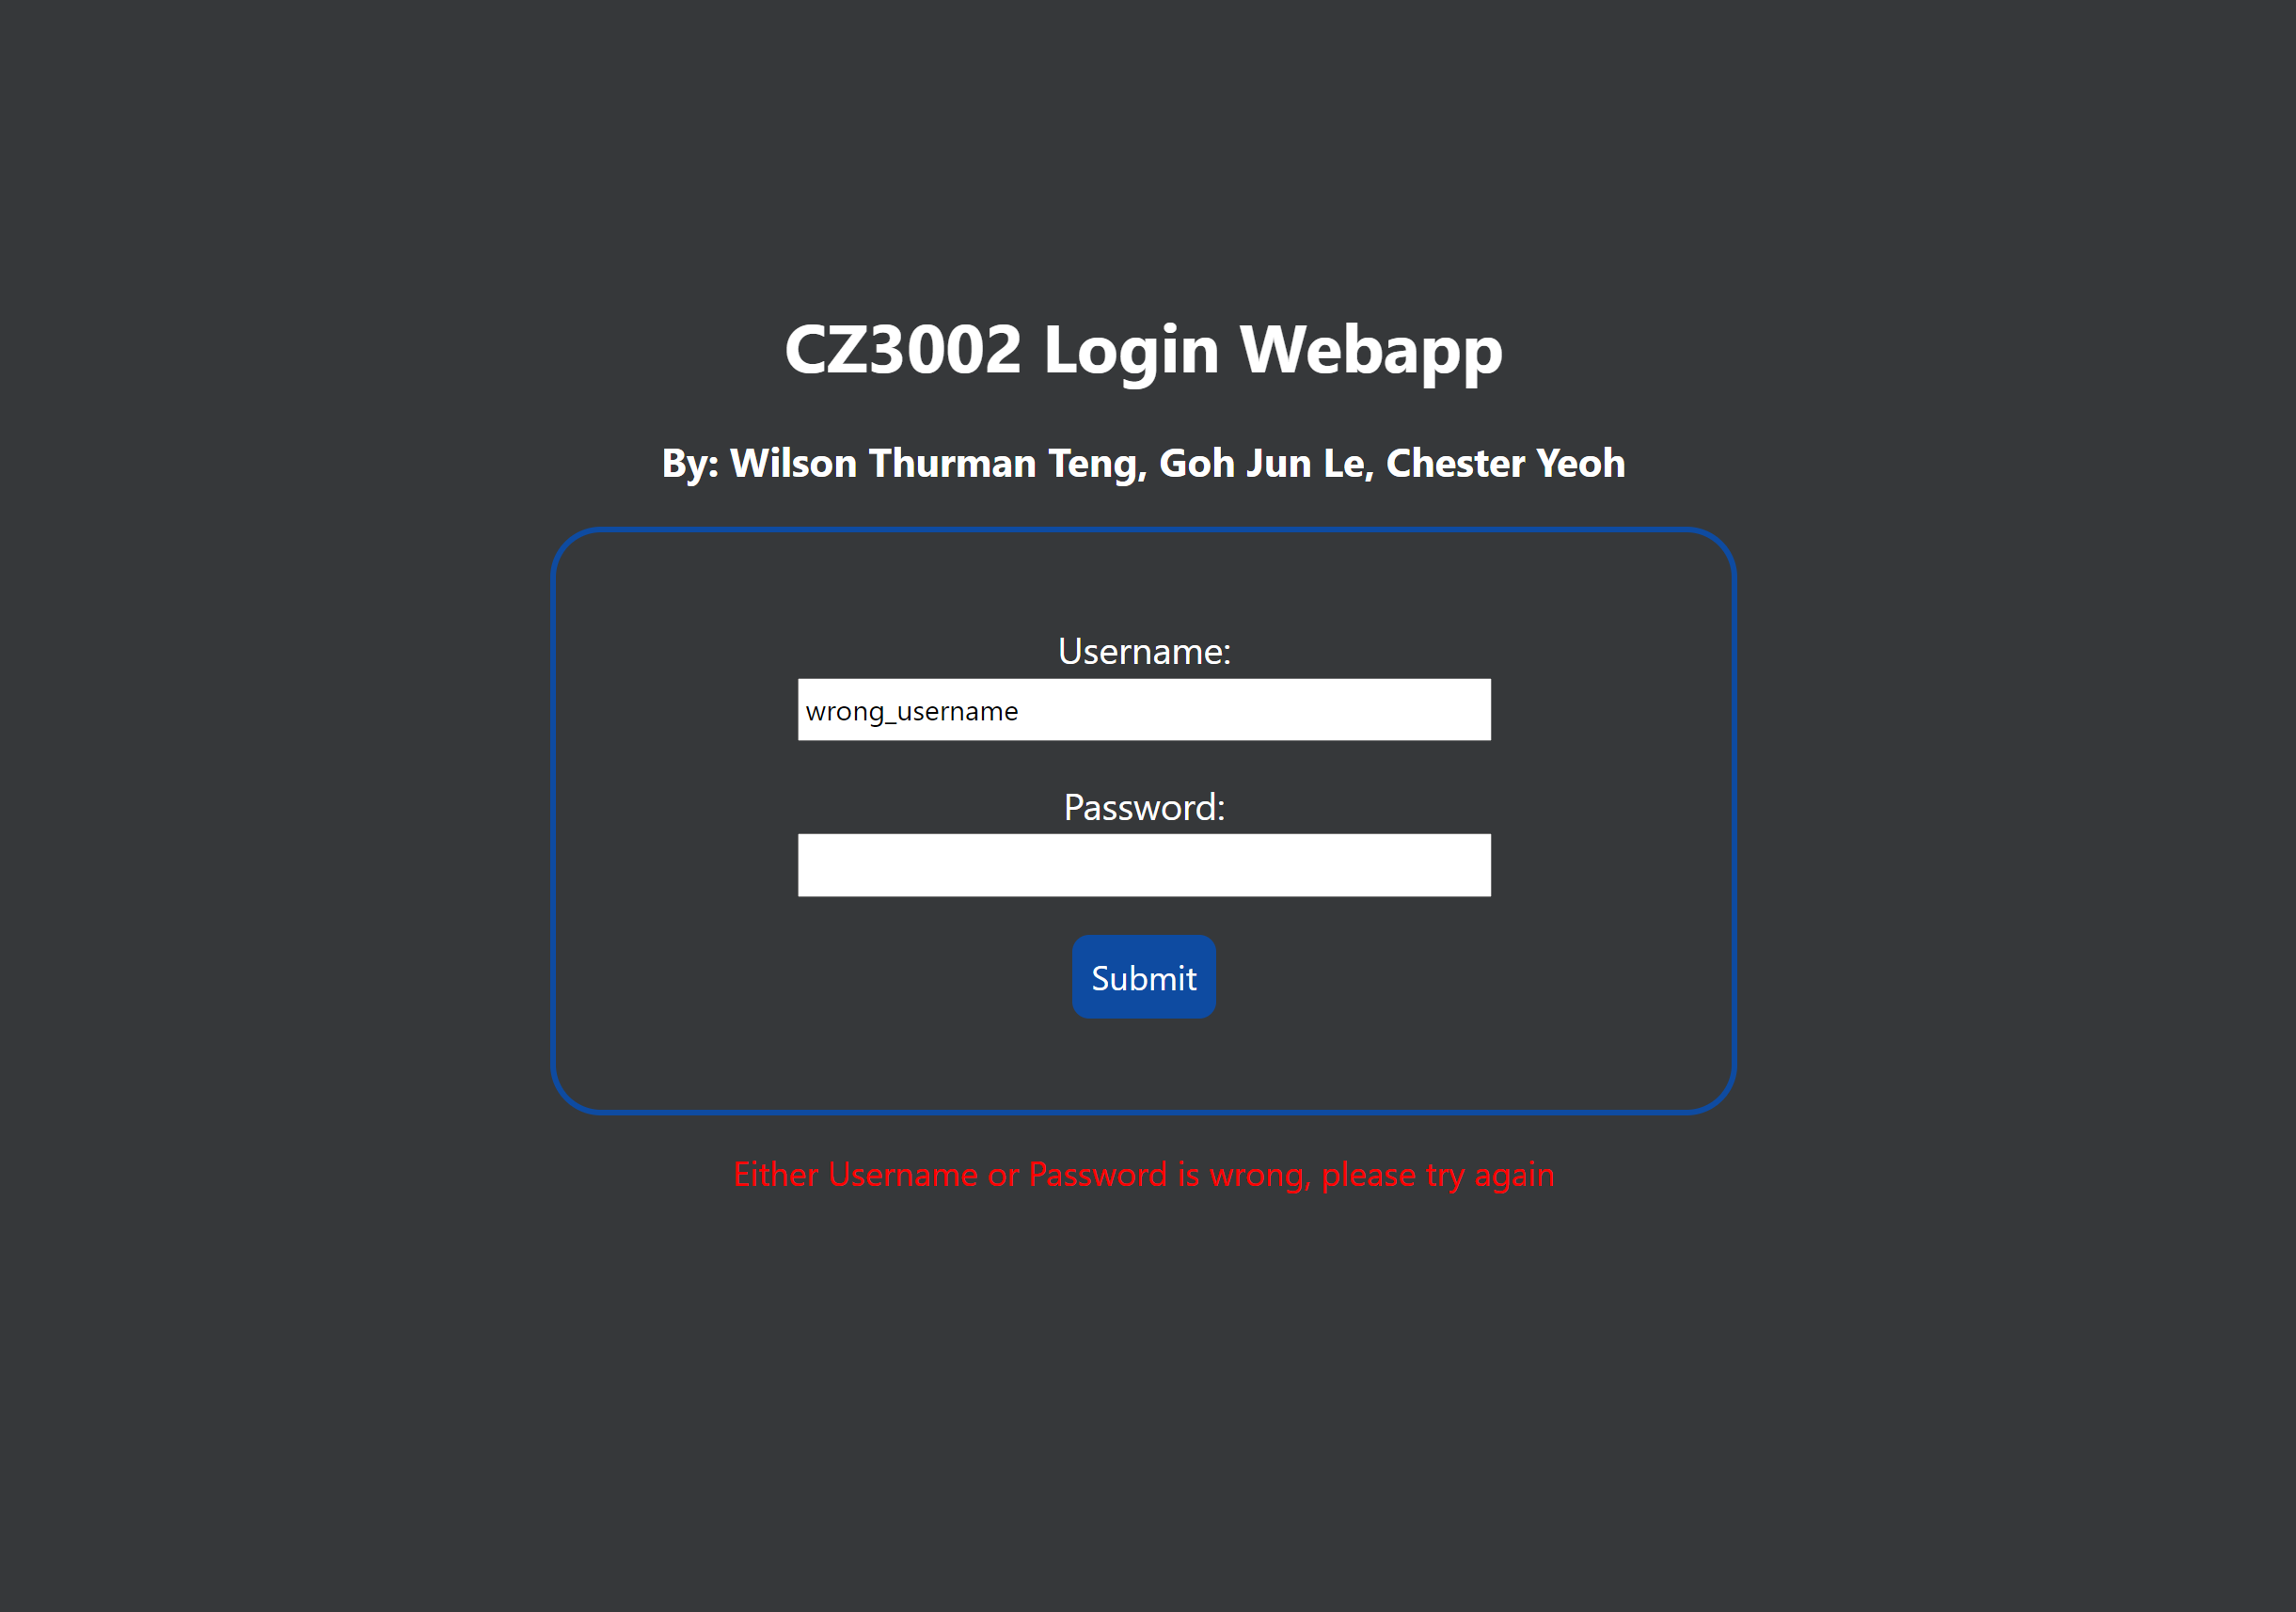 CZ3002 Login Webapp
By: Wilson Thurman Teng, Goh Jun Le, Chester Yeoh
Username:
wrong_username
Password:
Submit
Either Username or Password is wrong, please try again